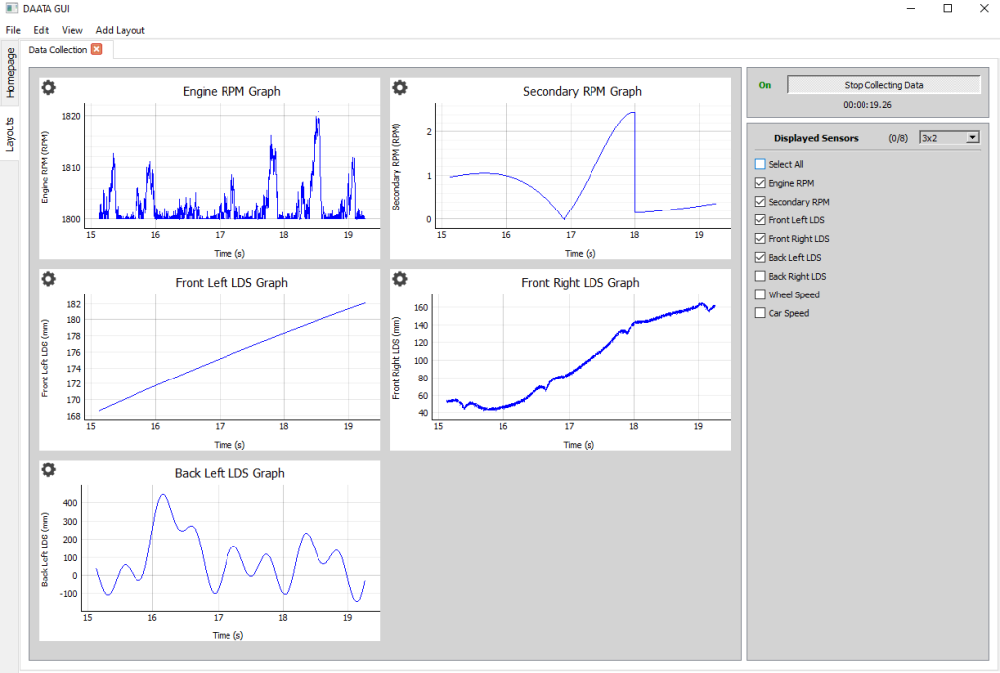 DAATA GUI
File Edit View Add Layout
Homepage
Layouts
Data Collection
Engine RPM Graph
Engine RPM (RPM)
1820
1810
1800
15 16 17 18 19
Time (s)
Secondary RPM Graph
Secondary RPM (RPM)
2
1
0
15 16 17 18 19
Time (s)
Front Left LDS Graph
Front Left LDS (mm)
182
180
178
176
174
172
170
168
15 16 17 18 19
Time (s)
Front Right LDS Graph
Front Right LDS (mm)
160
140
120
100
80
60
40
15 16 17 18 19
Time (s)
Back Left LDS Graph
Back Left LDS (mm)
400
300
200
100
0
-100
15 16 17 18 19
Time (s)
On Stop Collecting Data
00:00:19.26
Displayed Sensors (0/8) 3x2
Select All
Engine RPM
Secondary RPM
Front Left LDS
Front Right LDS
Back Left LDS
Back Right LDS
Wheel Speed
Car Speed